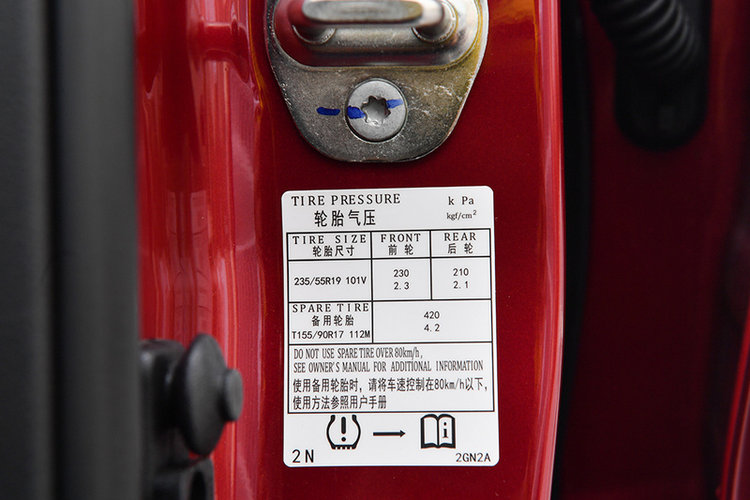 TIRE PRESSURE k Pa
轮胎气压 kgf/cm²
TIRE SIZE FRONT REAR
轮胎尺寸 前轮 后轮
235/55R19 101V 230 210
2.3 2.1
SPARE TIRE 420
备用轮胎 4.2
T155/90R17 112M
DO NOT USE SPARE TIRE OVER 80km/h,
SEE OWNER'S MANUAL FOR ADDITIONAL INFORMATION
使用备用轮胎时，请将车速控制在80km/h以下，
使用方法参照用户手册
2N 2GN2A